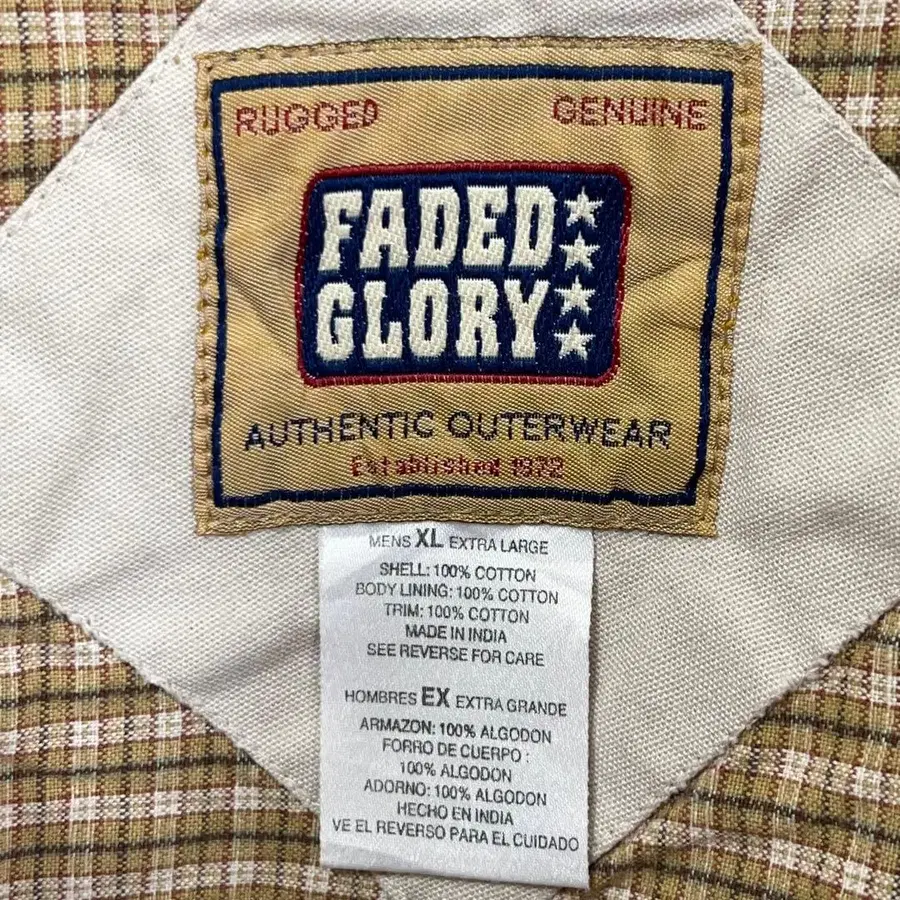 RUGGED GENUINE
FADED
GLORY
AUTHENTIC OUTERWEAR
Established 1972
MENS XL EXTRA LARGE
SHELL: 100% COTTON
BODY LINING: 100% COTTON
TRIM: 100% COTTON
MADE IN INDIA
SEE REVERSE FOR CARE
HOMBRES EX EXTRA GRANDE
ARMAZON: 100% ALGODON
FORRO DE CUERPO :
100% ALGODON
ADORNO: 100% ALGODON
HECHO EN INDIA
VE EL REVERSO PARA EL CUIDADO